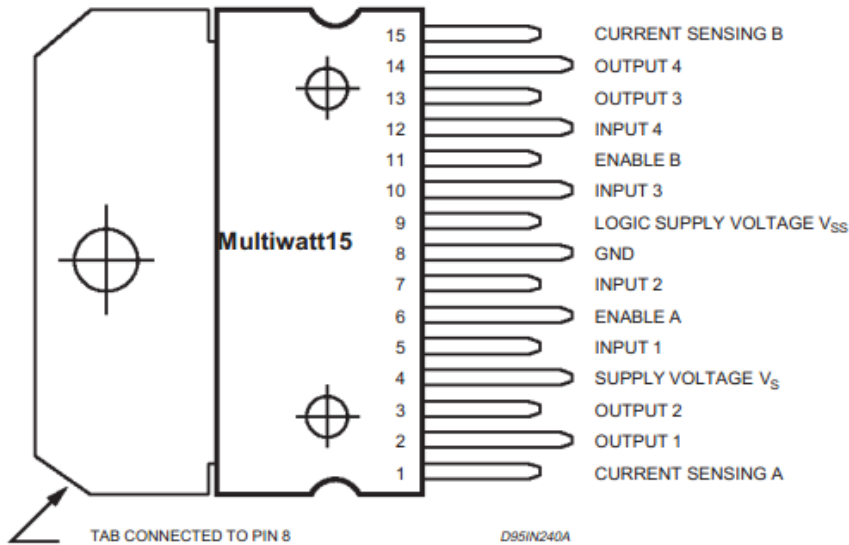 15 CURRENT SENSING B
14 OUTPUT 4
13 OUTPUT 3
12 INPUT 4
11 ENABLE B
10 INPUT 3
9 LOGIC SUPPLY VOLTAGE VSS
Multiwatt15
8 GND
7 INPUT 2
6 ENABLE A
5 INPUT 1
4 SUPPLY VOLTAGE VS
3 OUTPUT 2
2 OUTPUT 1
1 CURRENT SENSING A
TAB CONNECTED TO PIN 8
D95IN240A